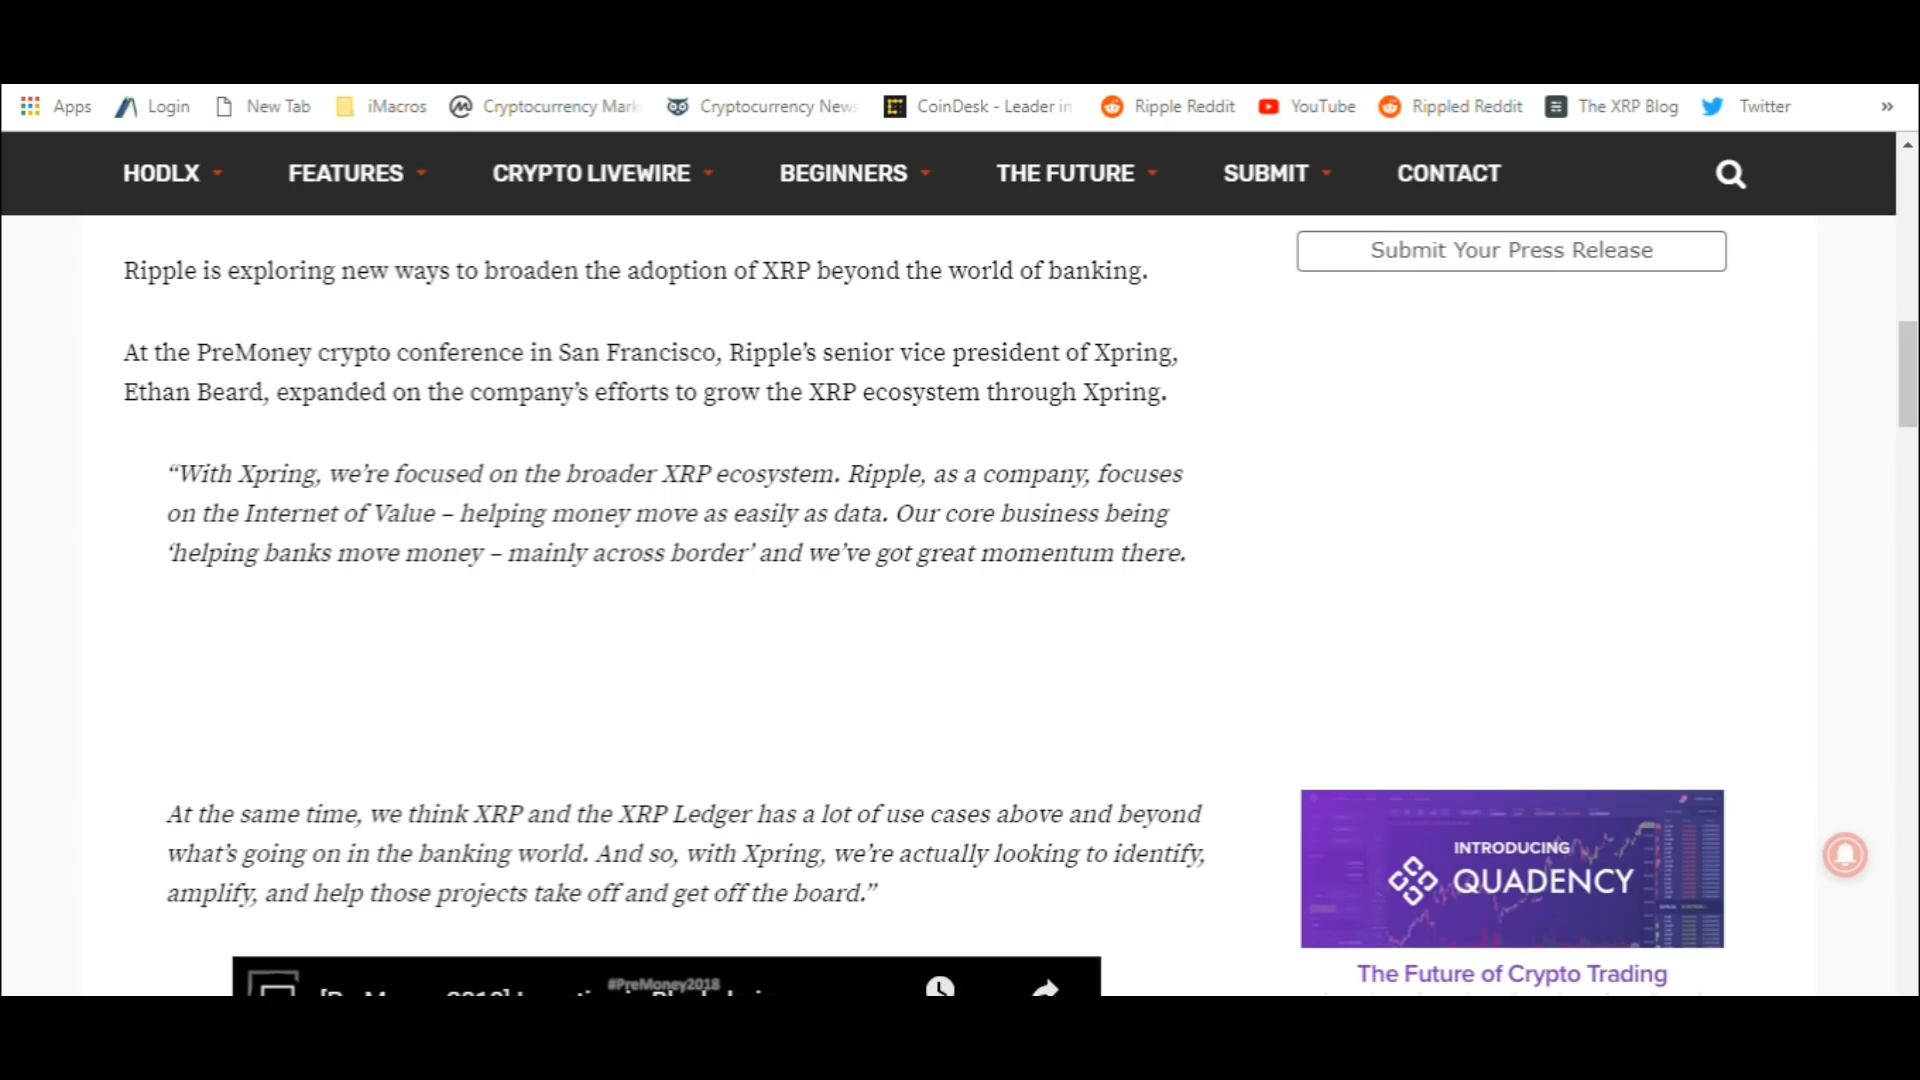 Apps Login New Tab iMacros Cryptocurrency Mark Cryptocurrency News CoinDesk - Leader in Ripple Reddit YouTube Rippled Reddit The XRP Blog Twitter »
HODLX FEATURES CRYPTO LIVEWIRE BEGINNERS THE FUTURE SUBMIT CONTACT
Submit Your Press Release
Ripple is exploring new ways to broaden the adoption of XRP beyond the world of banking.
At the PreMoney crypto conference in San Francisco, Ripple’s senior vice president of Xpring,
Ethan Beard, expanded on the company’s efforts to grow the XRP ecosystem through Xpring.
“With Xpring, we’re focused on the broader XRP ecosystem. Ripple, as a company, focuses
on the Internet of Value – helping money move as easily as data. Our core business being
‘helping banks move money – mainly across border’ and we’ve got great momentum there.
At the same time, we think XRP and the XRP Ledger has a lot of use cases above and beyond
what’s going on in the banking world. And so, with Xpring, we’re actually looking to identify,
amplify, and help those projects take off and get off the board.”
INTRODUCING
QUADENCY
The Future of Crypto Trading
#PreMoney2018